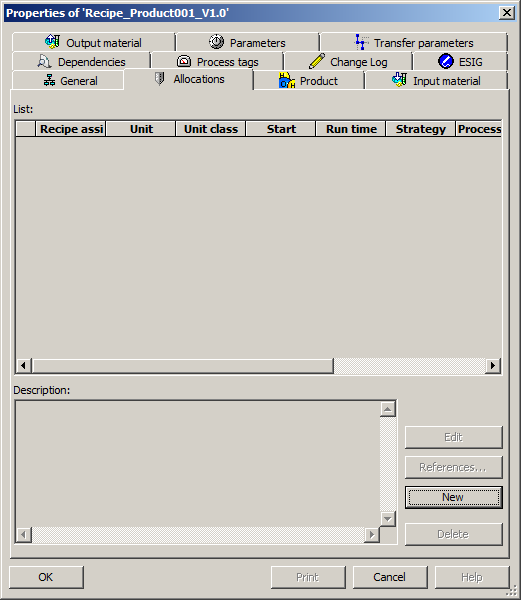 Properties of 'Recipe_Product001_V1.0'
Output material Parameters Transfer parameters
Dependencies Process tags Change Log ESIG
General Allocations Product Input material
List:
Recipe assi Unit Unit class Start Run time Strategy Process
Description:
Edit
References...
New
Delete
OK Print Cancel Help